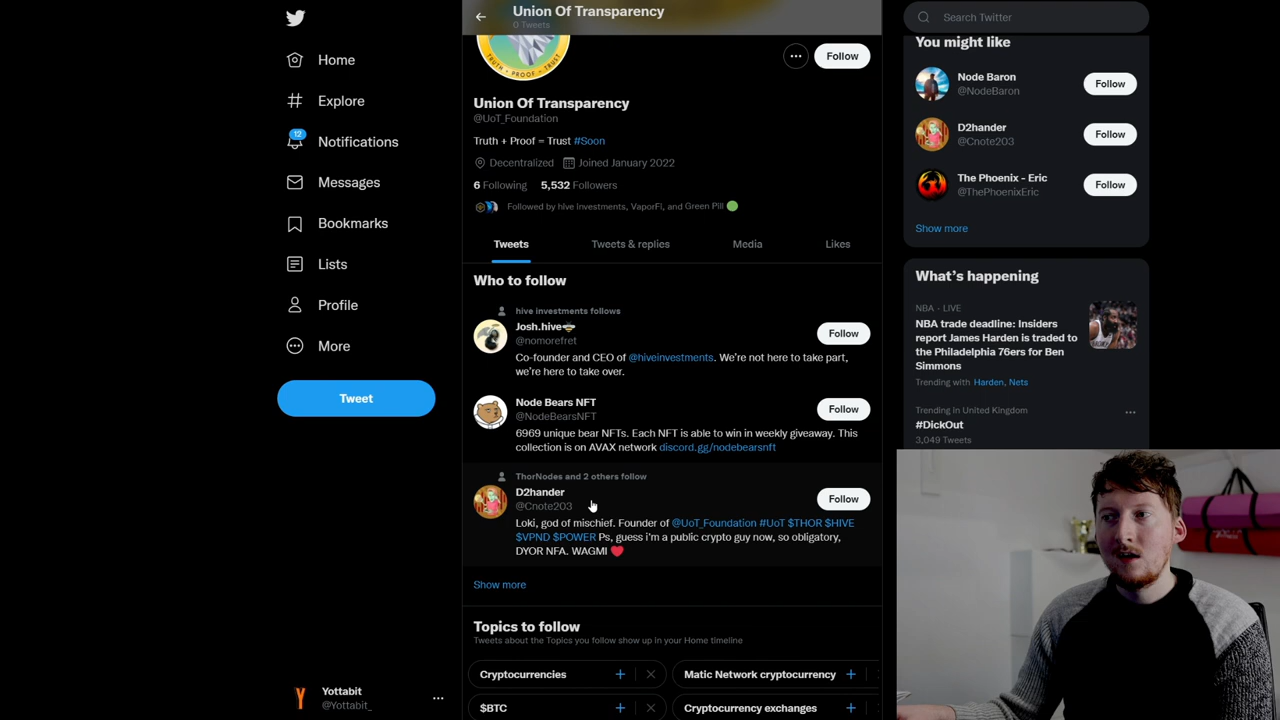 Union Of Transparency
0 Tweets
TRUTH • PROOF • TRUST
Follow
Union Of Transparency
@UoT_Foundation
Truth + Proof = Trust #Soon
Decentralized Joined January 2022
6 Following 5,532 Followers
Followed by hive investments, VaporFi, and Green Pill
Tweets Tweets & replies Media Likes
Who to follow
hive investments follows
Josh.hive
@nomorefret
Follow
Co-founder and CEO of @hiveinvestments. We're not here to take part,
we're here to take over.
Node Bears NFT
@NodeBearsNFT
Follow
6969 unique bear NFTs. Each NFT is able to win in weekly giveaway. This
collection is on AVAX network discord.gg/nodebearsnft
ThorNodes and 2 others follow
D2hander
@Cnote203
Follow
Loki, god of mischief. Founder of @UoT_Foundation #UoT $THOR $HIVE
$VPND $POWER Ps, guess i'm a public crypto guy now, so obligatory,
DYOR NFA. WAGMI
Show more
Topics to follow
Tweets about the Topics you follow show up in your Home timeline
Cryptocurrencies Matic Network cryptocurrency
$BTC Cryptocurrency exchanges
Home
Explore
12
Notifications
Messages
Bookmarks
Lists
Profile
More
Tweet
Yottabit
@Yottabit_
Search Twitter
You might like
Node Baron
@NodeBaron
Follow
D2hander
@Cnote203
Follow
The Phoenix - Eric
@ThePhoenixEric
Follow
Show more
What's happening
NBA · LIVE
NBA trade deadline: Insiders
report James Harden is traded to
the Philadelphia 76ers for Ben
Simmons
Trending with Harden, Nets
Trending in United Kingdom
#DickOut
3,049 Tweets